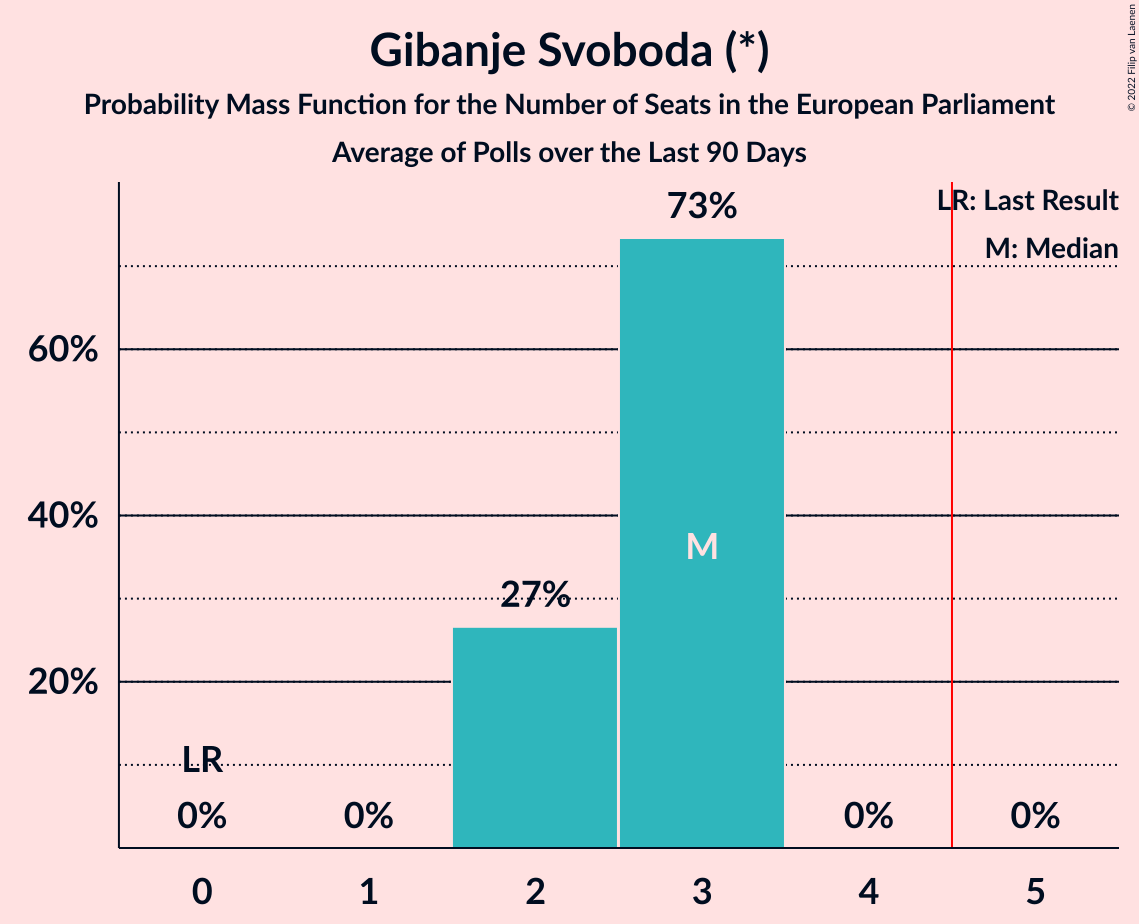 Gibanje Svoboda (*)
Probability Mass Function for the Number of Seats in the European Parliament
Average of Polls over the Last 90 Days
© 2022 Filip van Laenen
LR: Last Result
M: Median
73%
60%
40%
M
27%
20%
LR
0%
0%
0%
0%
0
1
2
3
4
5